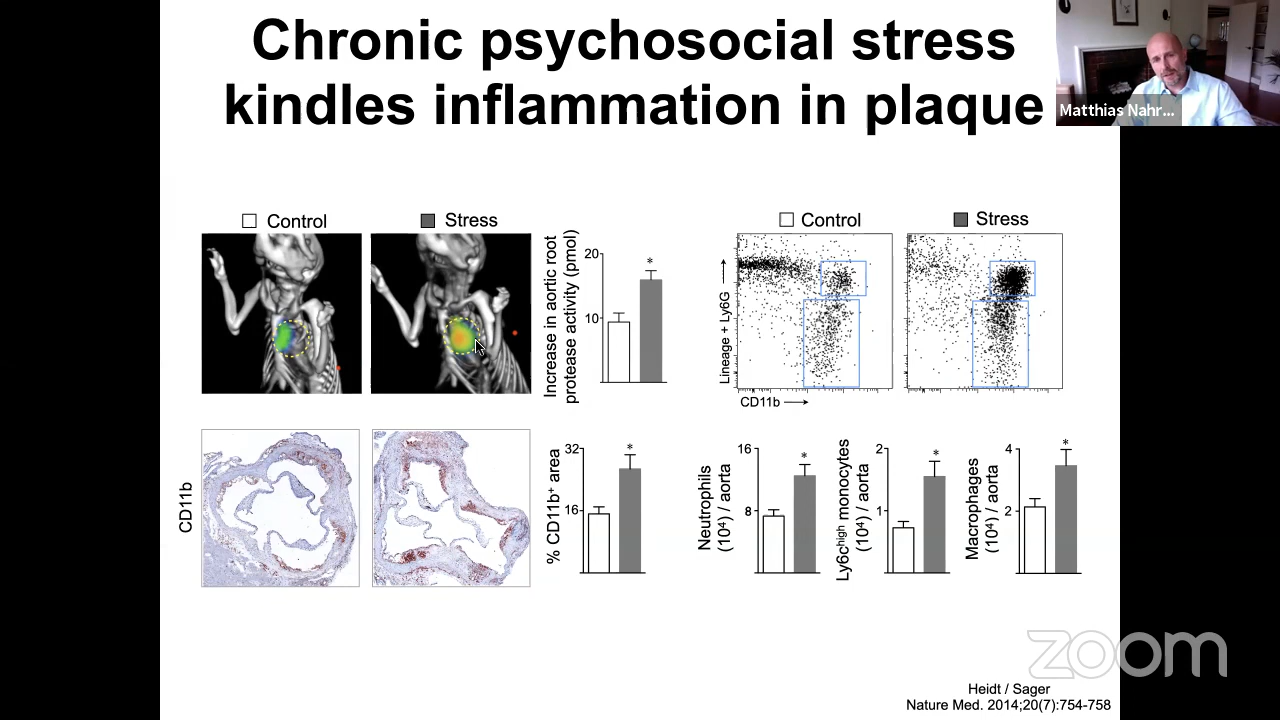 Chronic psychosocial stress
kindles inflammation in plaque
Matthias Nahr...
Control
Stress
Increase in aortic root
protease activity (pmol)
20
10
*
Control
Stress
Lineage + Ly6G
CD11b
CD11b
% CD11b⁺ area
32
16
*
Neutrophils
(10⁴) / aorta
16
8
*
Ly6cʰⁱᵍʰ monocytes
(10⁴) / aorta
2
1
*
Macrophages
(10⁴) / aorta
4
2
*
zoom
Heidt / Sager
Nature Med. 2014;20(7):754-758